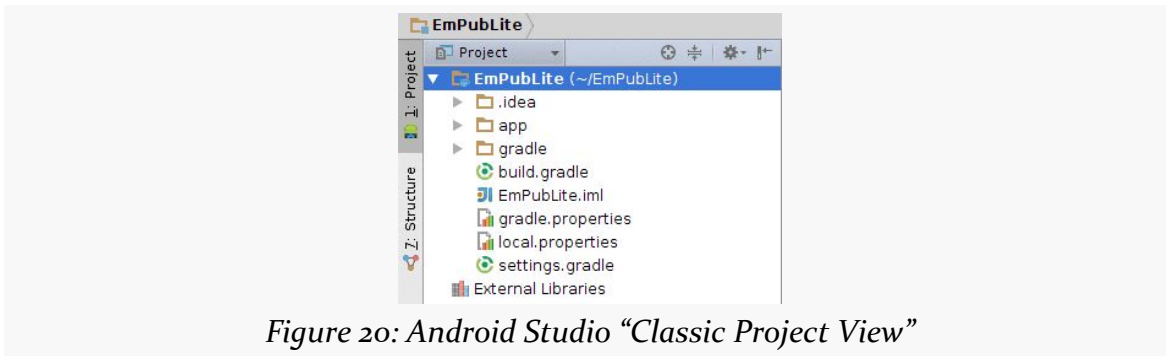 EmPubLite
Project
1: Project
7: Structure
EmPubLite (~/EmPubLite)
.idea
app
gradle
build.gradle
EmPubLite.iml
gradle.properties
local.properties
settings.gradle
External Libraries
Figure 20: Android Studio “Classic Project View”